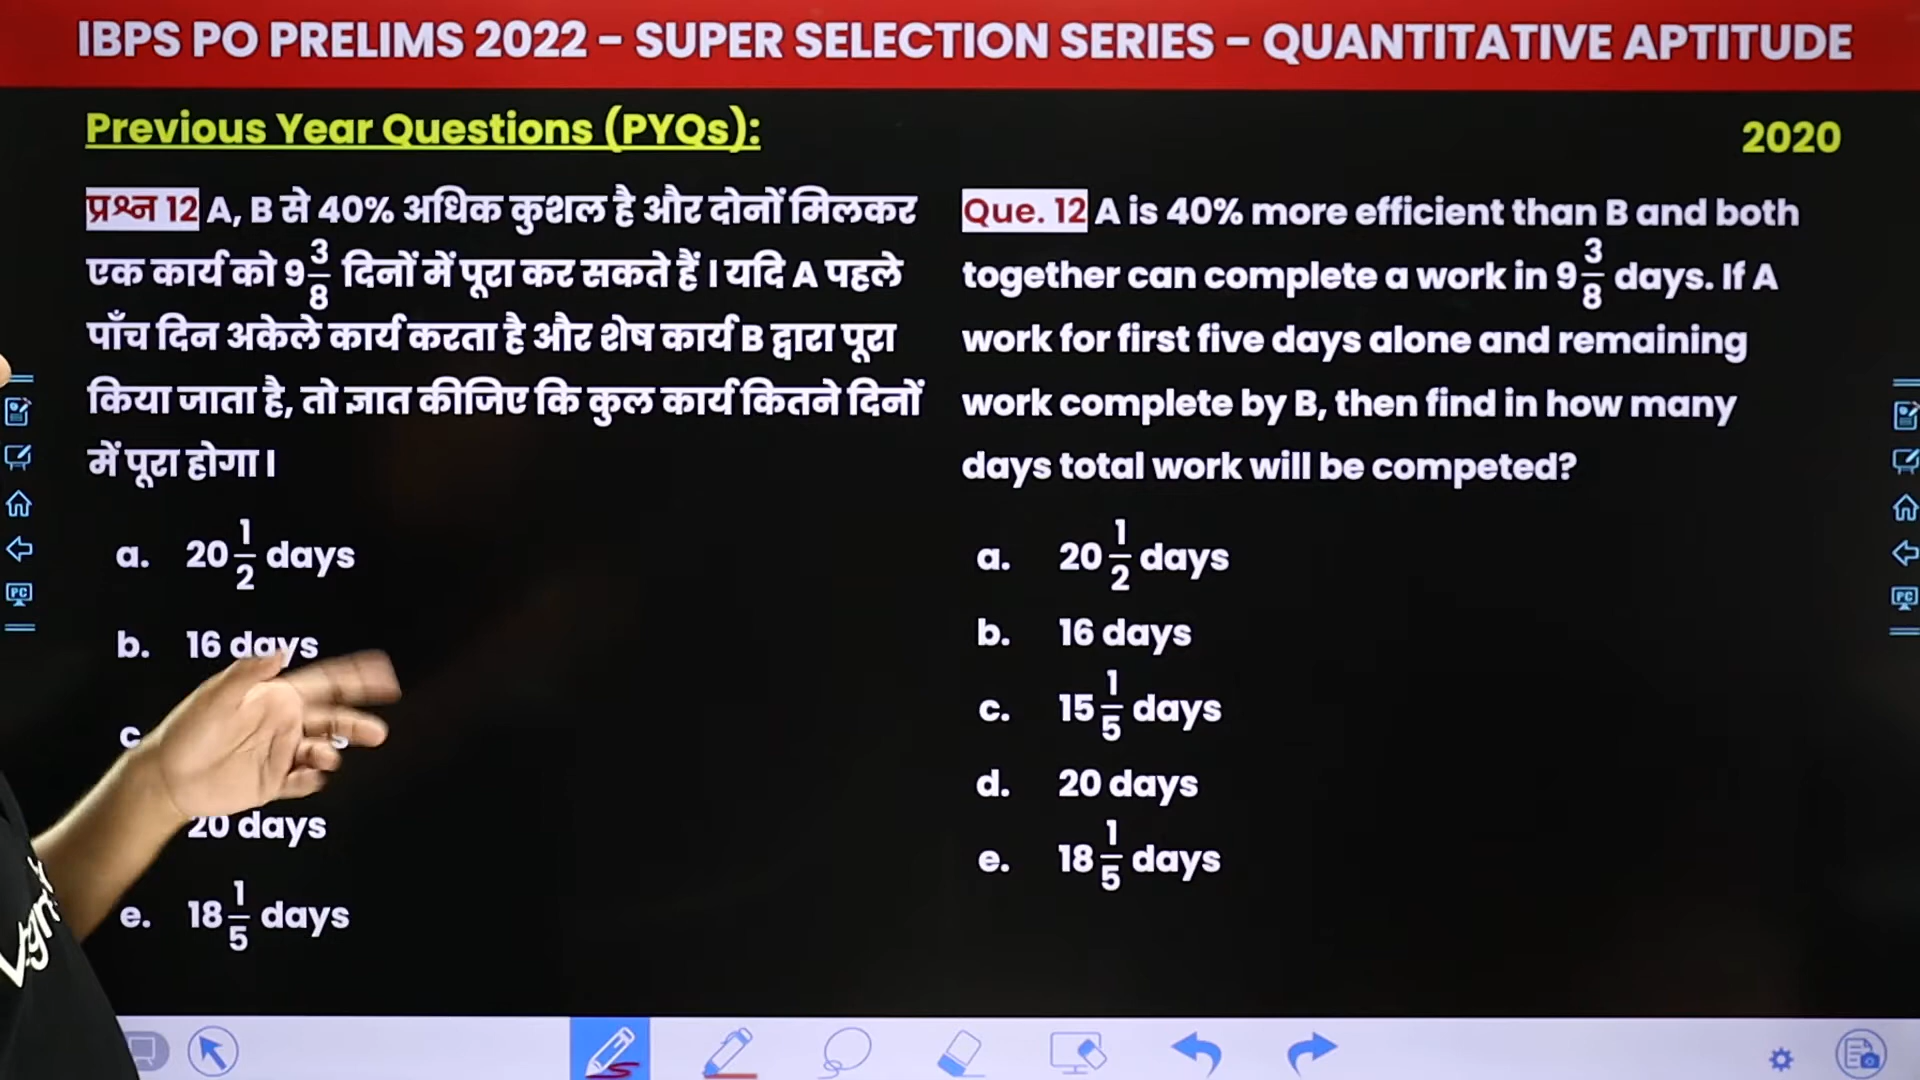 IBPS PO PRELIMS 2022 - SUPER SELECTION SERIES - QUANTITATIVE APTITUDE
Previous Year Questions (PYQs):
2020
प्रश्न 12 A, B से 40% अधिक कुशल है और दोनों मिलकर
एक कार्य को 9 3/8 दिनों में पूरा कर सकते हैं । यदि A पहले
पाँच दिन अकेले कार्य करता है और शेष कार्य B द्वारा पूरा
किया जाता है, तो ज्ञात कीजिए कि कुल कार्य कितने दिनों
में पूरा होगा ।
a. 20 1/2 days
b. 16 days
c
20 days
e. 18 1/5 days
Que. 12 A is 40% more efficient than B and both
together can complete a work in 9 3/8 days. If A
work for first five days alone and remaining
work complete by B, then find in how many
days total work will be competed?
a. 20 1/2 days
b. 16 days
c. 15 1/5 days
d. 20 days
e. 18 1/5 days
PC
PC